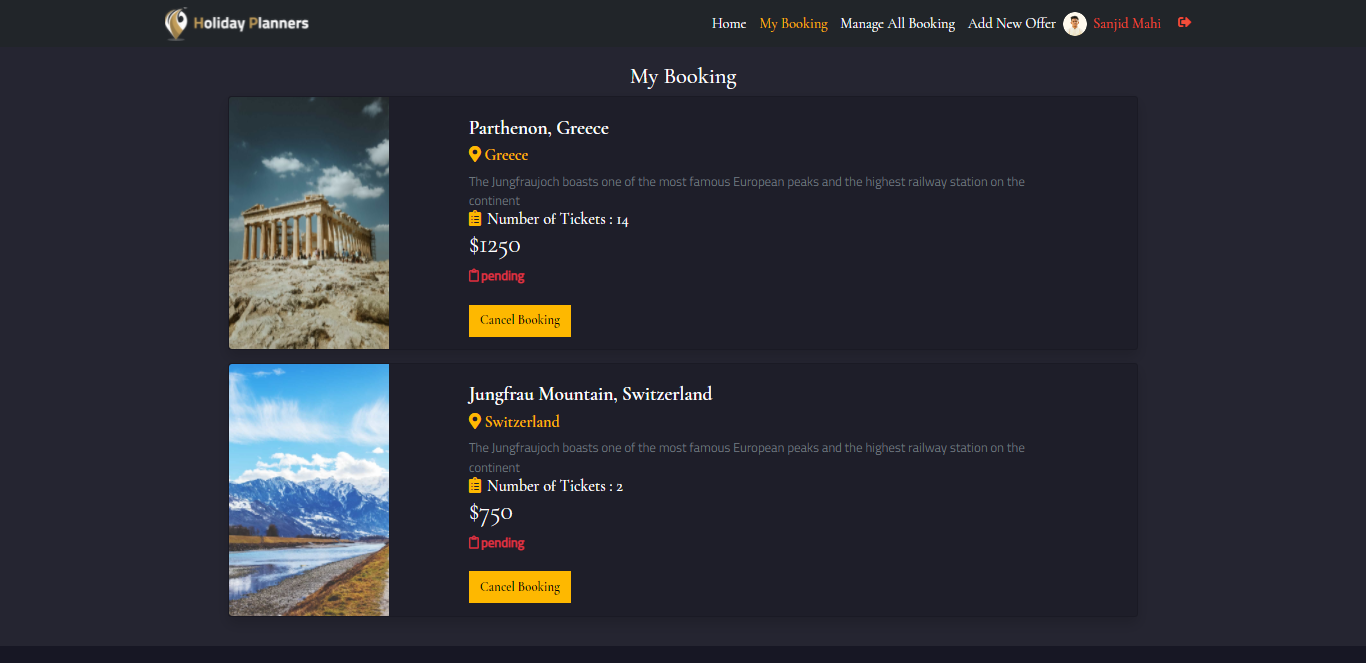 Holiday Planners
Home My Booking Manage All Booking Add New Offer Sanjid Mahi
My Booking
Parthenon, Greece
Greece
The Jungfraujoch boasts one of the most famous European peaks and the highest railway station on the
continent
Number of Tickets : 14
$1250
pending
Cancel Booking
Jungfrau Mountain, Switzerland
Switzerland
The Jungfraujoch boasts one of the most famous European peaks and the highest railway station on the
continent
Number of Tickets : 2
$750
pending
Cancel Booking